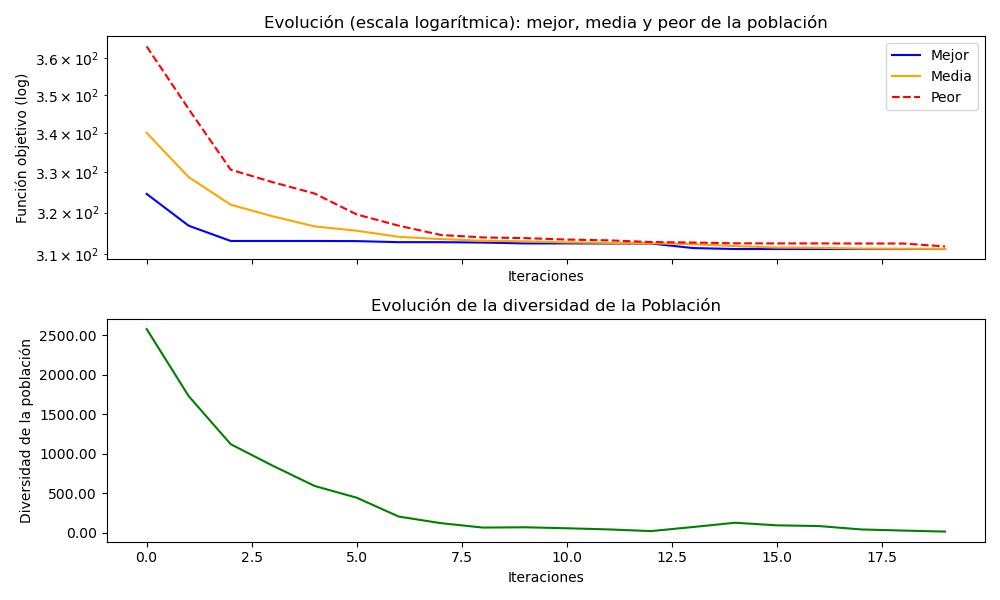 Evolución (escala logarítmica): mejor, media y peor de la población
Función objetivo (log)
3.6 × 10²
3.5 × 10²
3.4 × 10²
3.3 × 10²
3.2 × 10²
3.1 × 10²
Mejor
Media
Peor
Iteraciones
Evolución de la diversidad de la Población
Diversidad de la población
2500.00
2000.00
1500.00
1000.00
500.00
0.00
0.0 2.5 5.0 7.5 10.0 12.5 15.0 17.5
Iteraciones